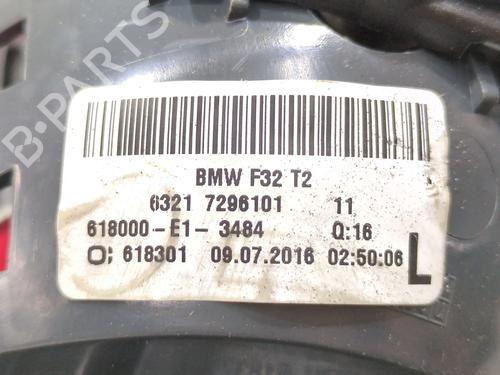 B-PARTS
BMW F32 T2
6321 7296101 11
618000-E1-3484 Q:16
O; 618301 09.07.2016 02:50:06 L